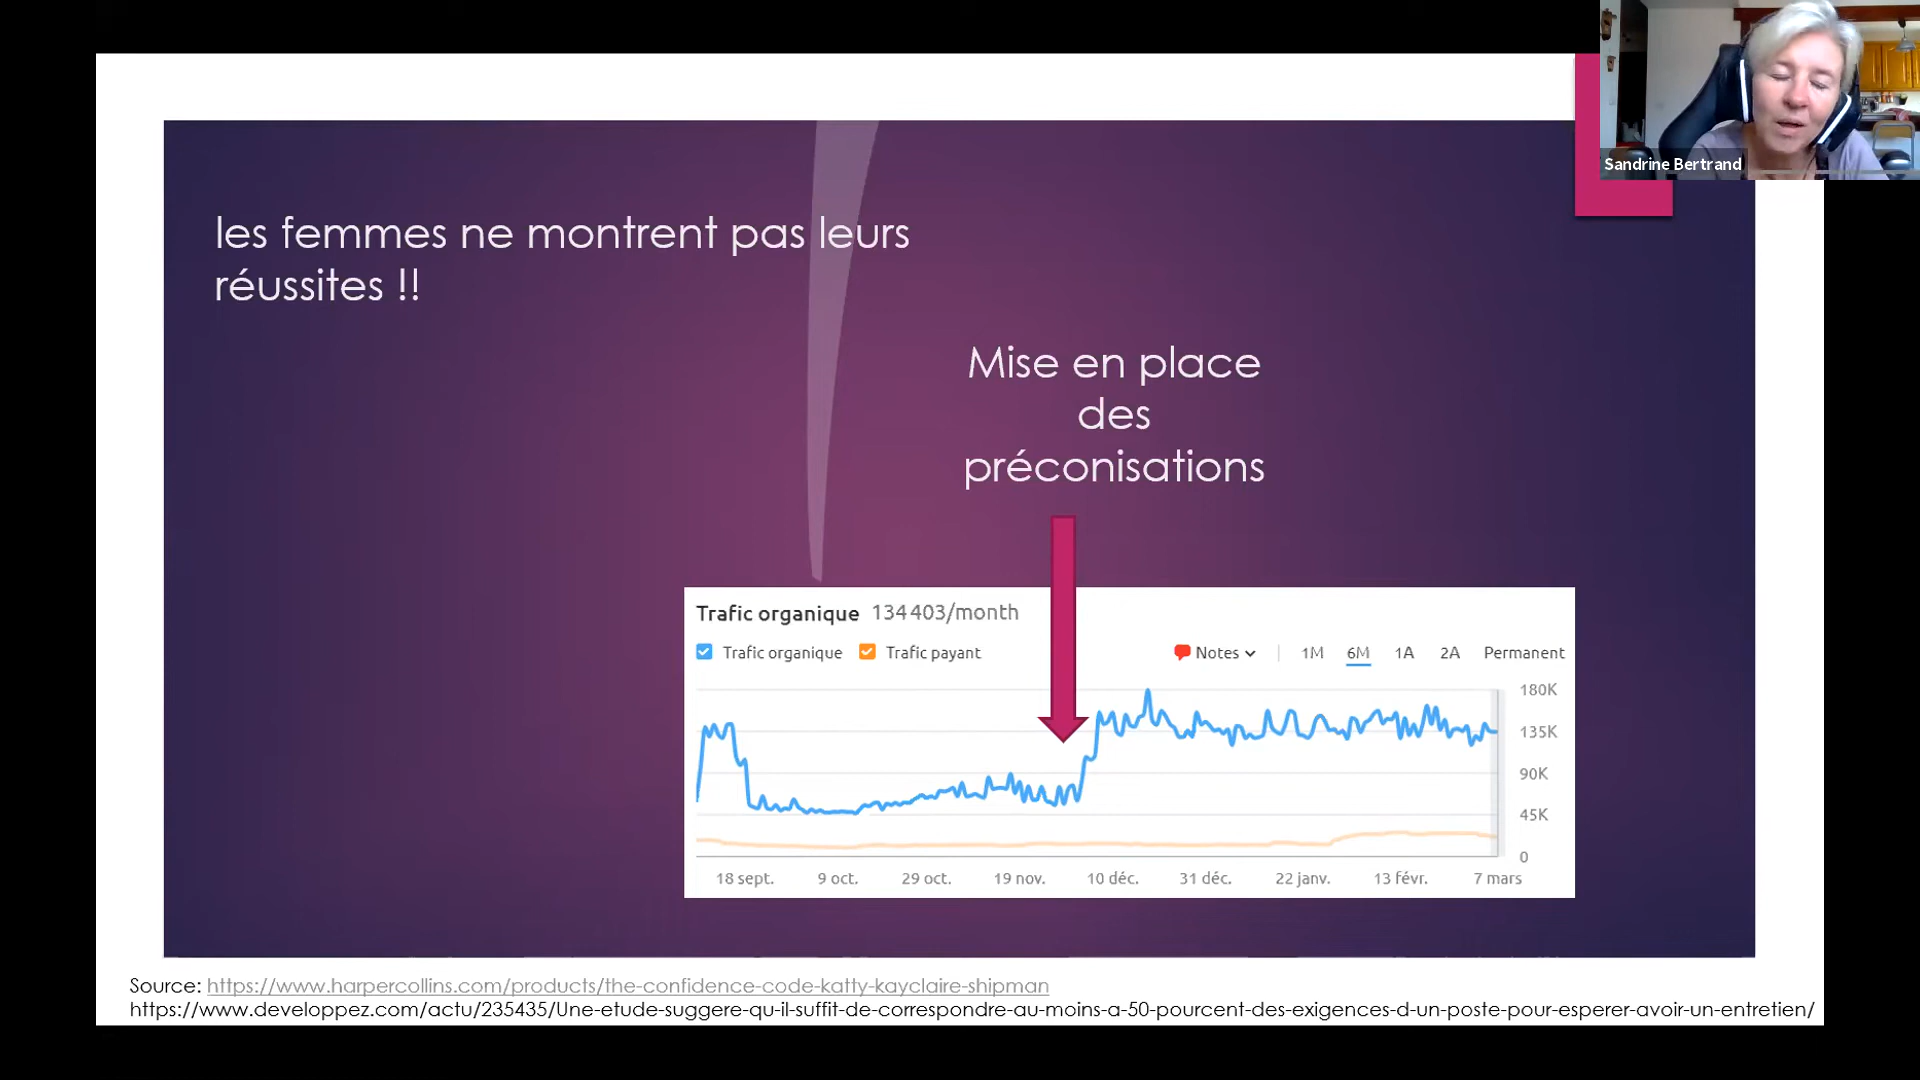 Sandrine Bertrand
les femmes ne montrent pas leurs
réussites !!
Mise en place
des
préconisations
Trafic organique 134 403/month
Trafic organique Trafic payant Notes 1M 6M 1A 2A Permanent
180K
135K
90K
45K
0
18 sept. 9 oct. 29 oct. 19 nov. 10 déc. 31 déc. 22 janv. 13 févr. 7 mars
Source: https://www.harpercollins.com/products/the-confidence-code-katty-kayclaire-shipman
https://www.developpez.com/actu/235435/Une-etude-suggere-qu-il-suffit-de-correspondre-au-moins-a-50-pourcent-des-exigences-d-un-poste-pour-esperer-avoir-un-entretien/